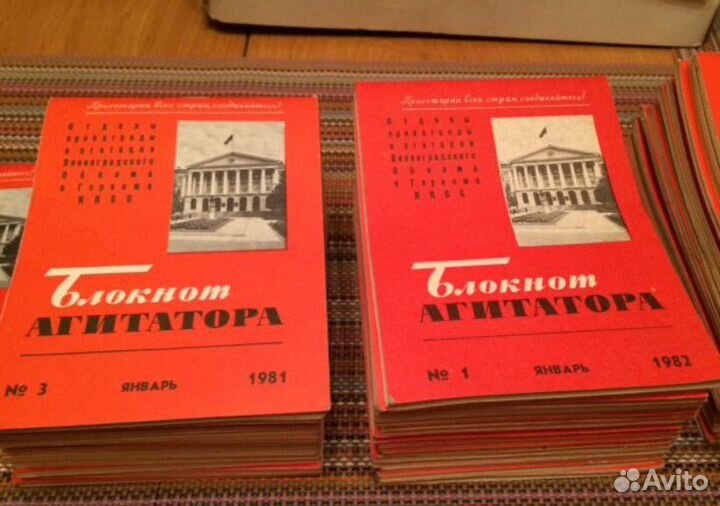 Пролетарии всех стран, соединяйтесь!
Отделы
пропаганды
и агитации
Ленинградского
Обкома
и Горкома
КПСС
Блокнот
АГИТАТОРА
№ 3 ЯНВАРЬ 1981
Пролетарии всех стран, соединяйтесь!
Отделы
пропаганды
и агитации
Ленинградского
Обкома
и Горкома
КПСС
Блокнот
АГИТАТОРА
№ 1 ЯНВАРЬ 1982
Avito